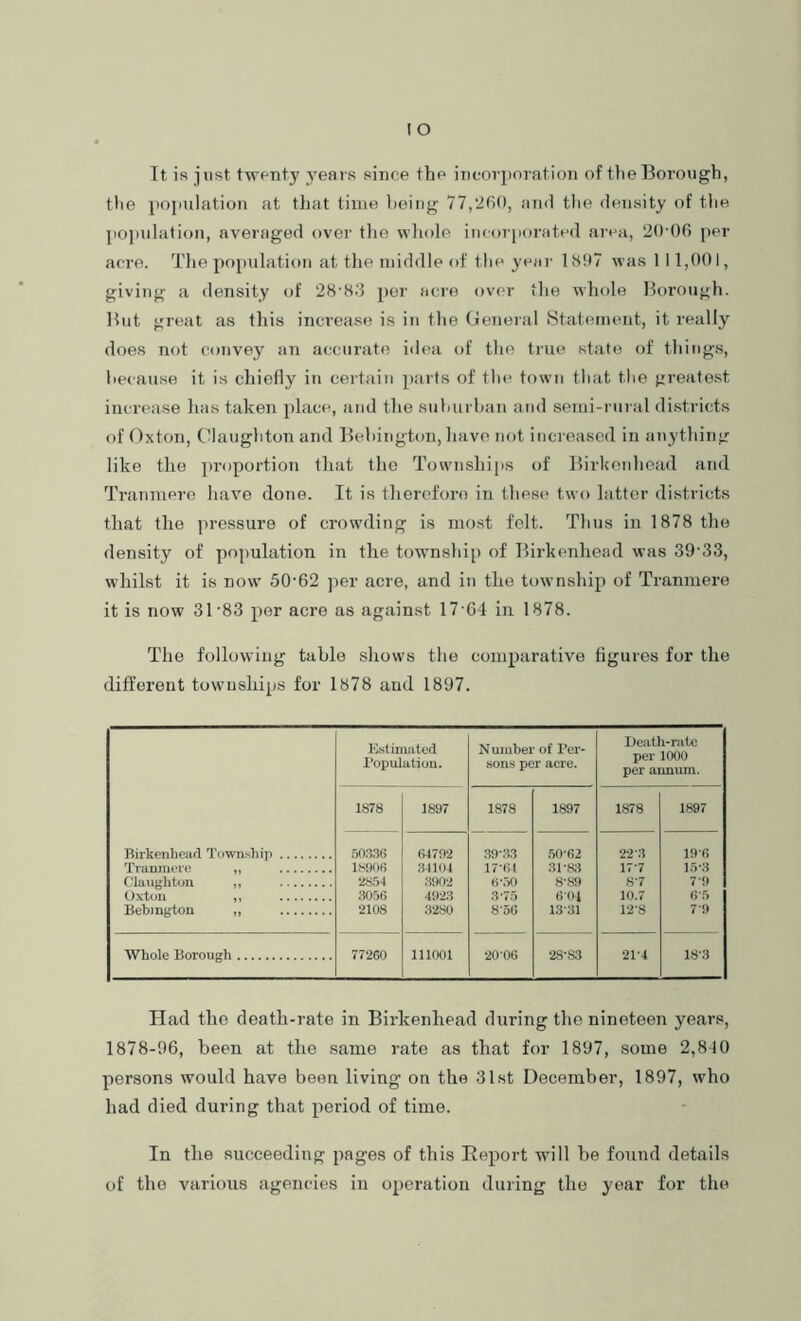 10
It is just twenty years since the incorporation of the Borough,
the population at that time being 77,260, and the density of the
population, averaged over the whole incorporated area, 20·06 per
acre. The population at the middle of the year 1897 was 111,001,
giving a density of 28·83 per acre over the whole Borough.
But great as this increase is in the General Statement, it really
does not convey an accurate idea of the true state of things,
because it is chiefly in certain parts of the town that the greatest
increase has taken place, and the suburban and semi-rural districts
of Oxton, Claughton and Bebington, have not increased in anything
like the proportion that the Townships of Birkenhead and
Tranmere have done. It is therefore in these two latter districts
that the pressure of crowding is most felt. Thus in 1878 the
density of population in the township of Birkenhead was 39·33,
whilst it is now 50·62 per acre, and in the township of Tranmere
it is now 31·83 per acre as against 17·64 in 1878.
The following table shows the comparative figures for the
different townships for 1878 and 1897.
Estimated Population. | Number of Persons per acre. | Death-rate per 1000 per annum.
1878 | 1897 | 1878 | 1897 | 1878 | 1897
Birkenhead Township ........ | 50336 | 64792 | 39·33 | 50·62 | 22·3 | 19·6
Tranmere ,, ........ | 18906 | 34104 | 17·64 | 31·83 | 17·7 | 15·3
Claughton ,, ........ | 2854 | 3902 | 6·50 | 8·89 | 8·7 | 7·9
Oxton ,, ........ | 3056 | 4923 | 3·75 | 6·04 | 10.7 | 6·5
Bebington ,, ........ | 2108 | 3280 | 8·56 | 13·31 | 12·8 | 7·9
Whole Borough .............. | 77260 | 111001 | 20·06 | 28·83 | 21·4 | 18·3
Had the death-rate in Birkenhead during the nineteen years,
1878-96, been at the same rate as that for 1897, some 2,840
persons would have been living on the 31st December, 1897, who
had died during that period of time.
In the succeeding pages of this Report will be found details
of the various agencies in operation during the year for the